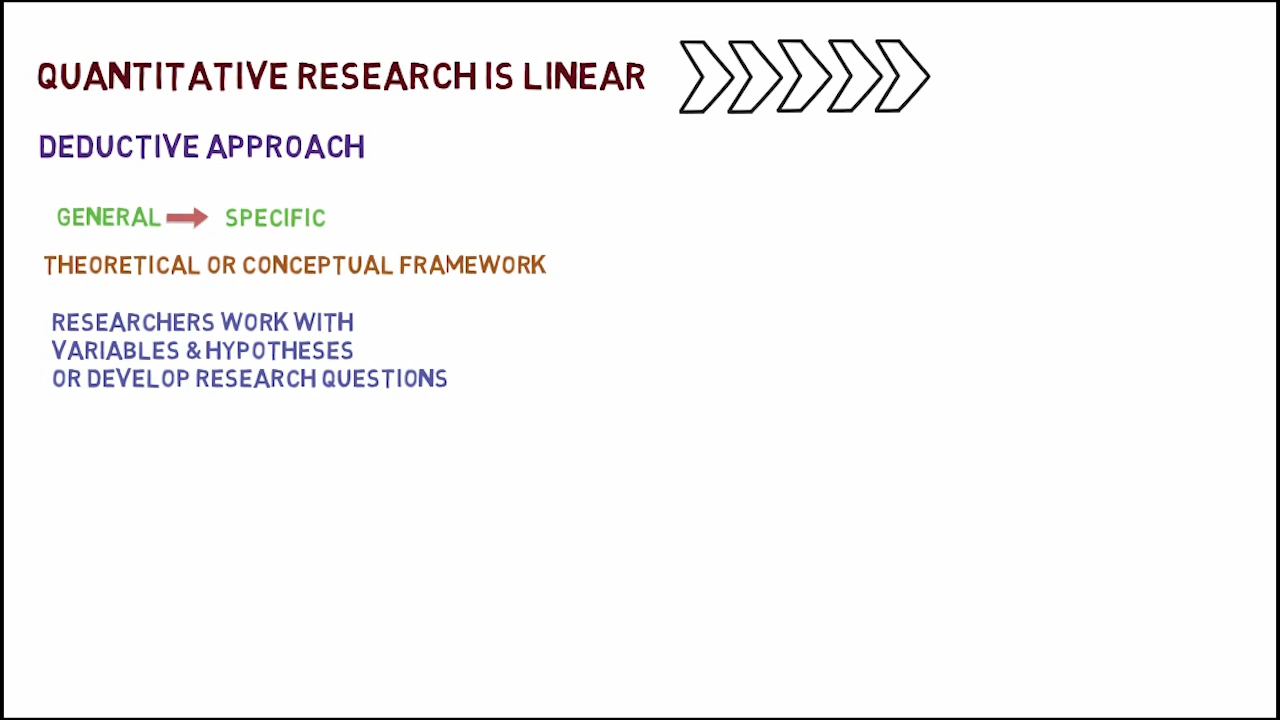 QUANTITATIVE RESEARCH IS LINEAR
DEDUCTIVE APPROACH
GENERAL SPECIFIC
THEORETICAL OR CONCEPTUAL FRAMEWORK
RESEARCHERS WORK WITH
VARIABLES & HYPOTHESES
OR DEVELOP RESEARCH QUESTIONS